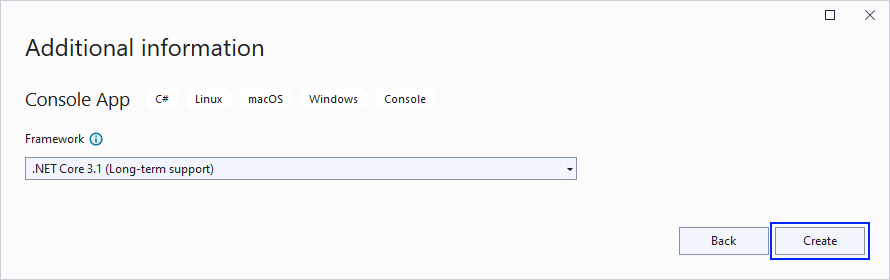 Additional information
Console App C# Linux macOS Windows Console
Framework
.NET Core 3.1 (Long-term support)
Back Create